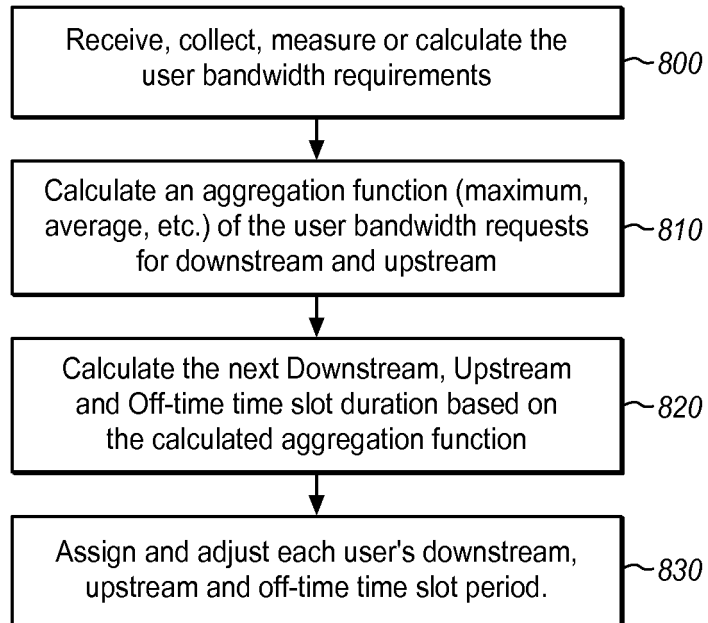 Receive, collect, measure or calculate the
user bandwidth requirements
800
Calculate an aggregation function (maximum,
average, etc.) of the user bandwidth requests
for downstream and upstream
810
Calculate the next Downstream, Upstream
and Off-time time slot duration based on
the calculated aggregation function
820
Assign and adjust each user's downstream,
upstream and off-time time slot period.
830